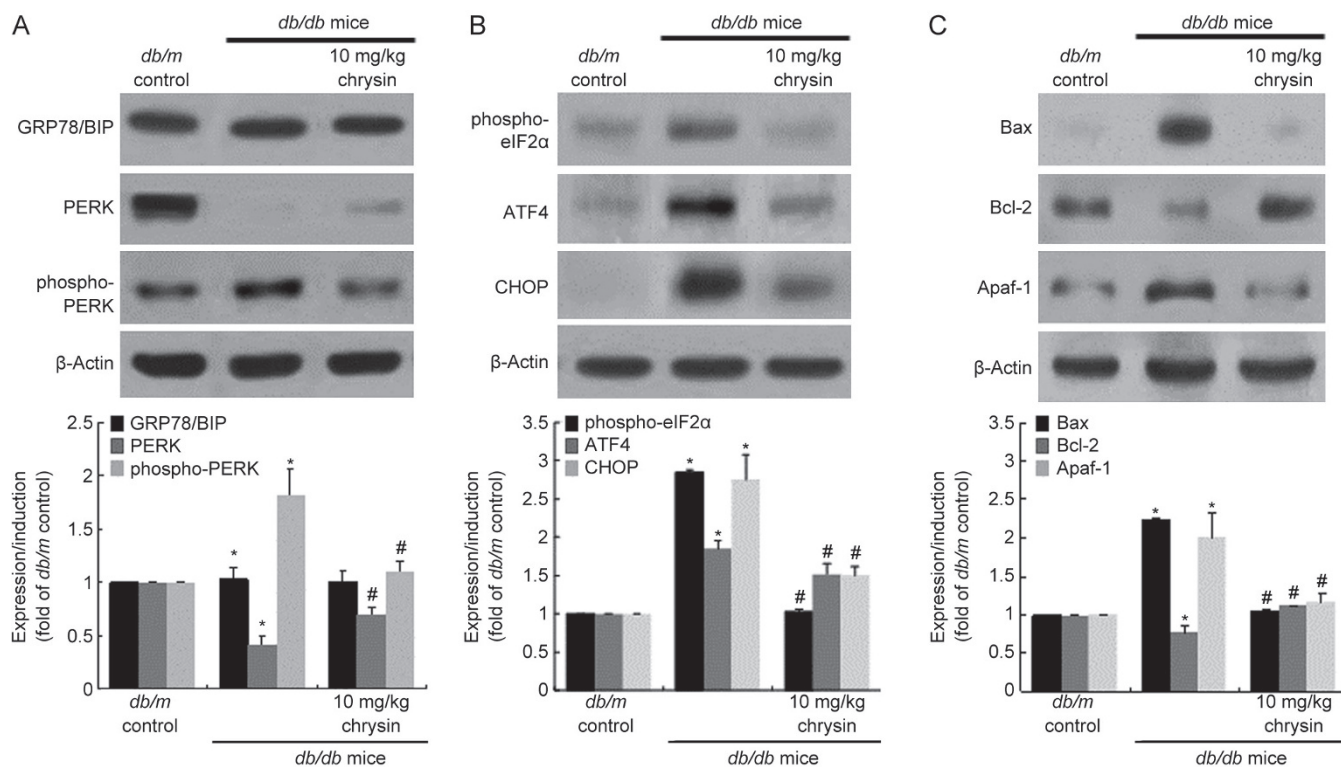 A
db/db mice
db/m
control
10 mg/kg
chrysin
GRP78/BIP
PERK
phospho-
PERK
β-Actin
Expression/induction
(fold of db/m control)
2.5
2
1.5
1
0.5
0
GRP78/BIP
PERK
phospho-PERK
*
*
*
#
#
db/m
control
10 mg/kg
chrysin
db/db mice
B
db/db mice
db/m
control
10 mg/kg
chrysin
phospho-
eIF2α
ATF4
CHOP
β-Actin
Expression/induction
(fold of db/m control)
3.5
3
2.5
2
1.5
1
0.5
0
phospho-eIF2α
ATF4
CHOP
*
*
*
#
#
#
db/m
control
10 mg/kg
chrysin
db/db mice
C
db/db mice
db/m
control
10 mg/kg
chrysin
Bax
Bcl-2
Apaf-1
β-Actin
Expression/induction
(fold of db/m control)
3.5
3
2.5
2
1.5
1
0.5
0
Bax
Bcl-2
Apaf-1
*
*
*
#
#
#
db/m
control
10 mg/kg
chrysin
db/db mice